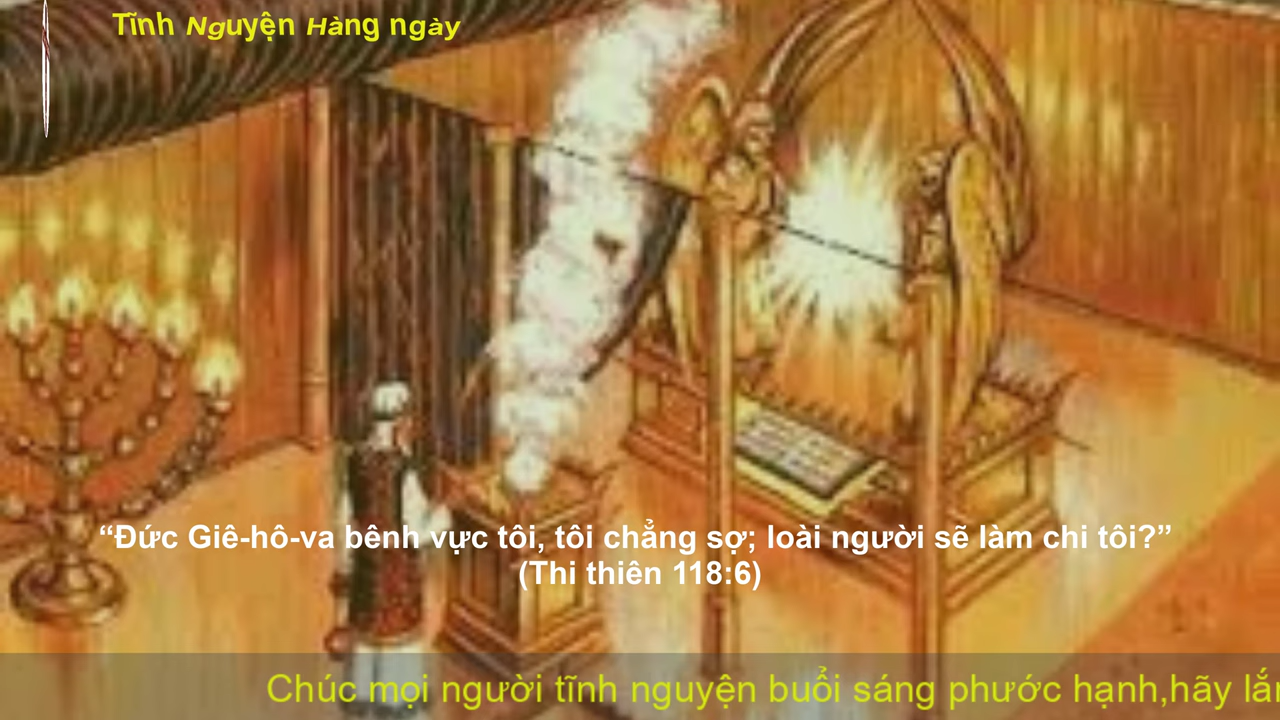 Tĩnh Nguyện Hàng ngày
“Đức Giê-hô-va bênh vực tôi, tôi chẳng sợ; loài người sẽ làm chi tôi?”
(Thi thiên 118:6)
Chúc mọi người tĩnh nguyện buổi sáng phước hạnh,hãy